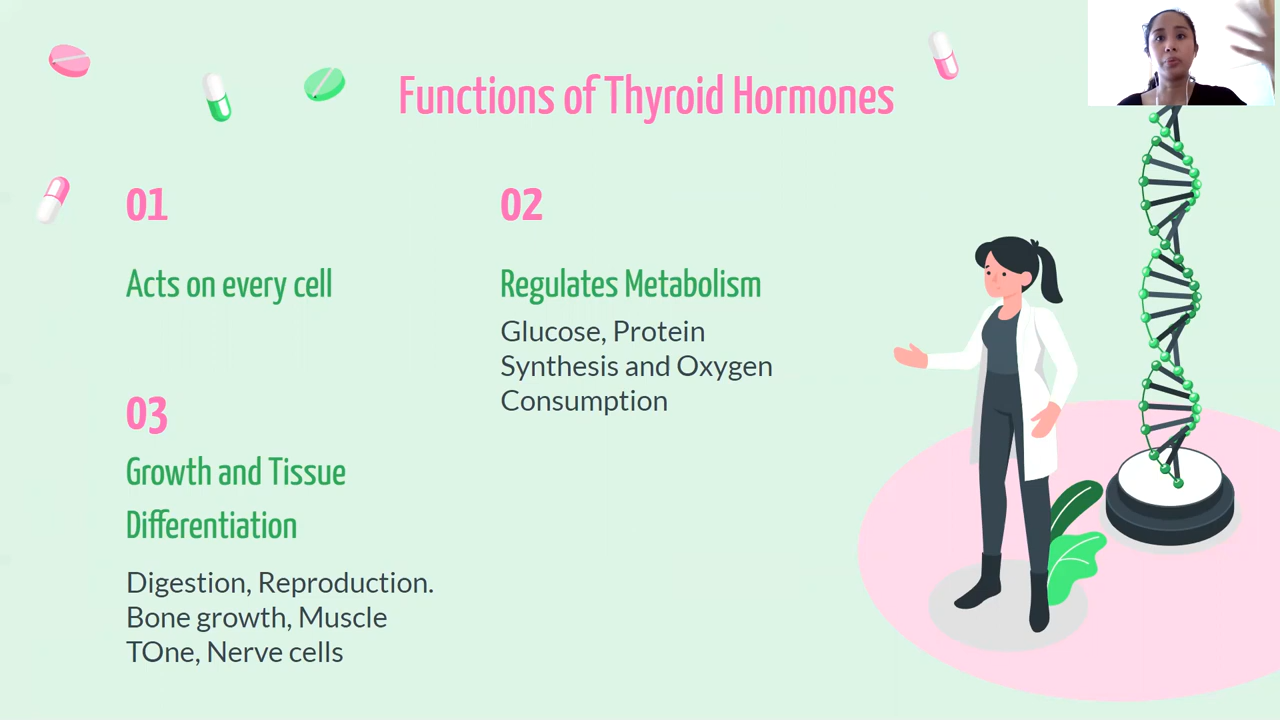 Functions of Thyroid Hormones
01
Acts on every cell
02
Regulates Metabolism
Glucose, Protein
Synthesis and Oxygen
Consumption
03
Growth and Tissue
Differentiation
Digestion, Reproduction.
Bone growth, Muscle
TOne, Nerve cells